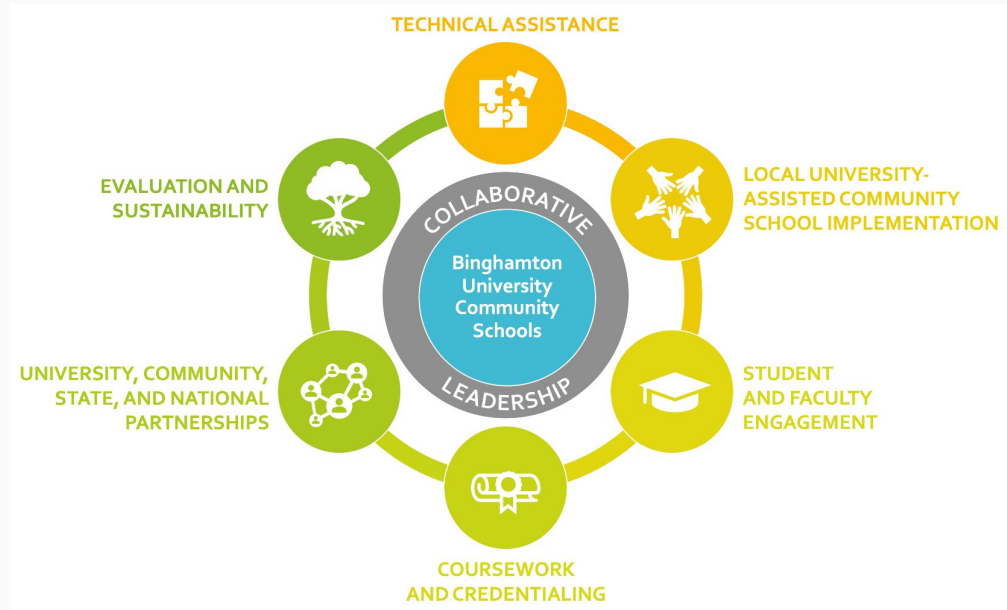 TECHNICAL ASSISTANCE
LOCAL UNIVERSITY-
ASSISTED COMMUNITY
SCHOOL IMPLEMENTATION
STUDENT
AND FACULTY
ENGAGEMENT
COURSEWORK
AND CREDENTIALING
UNIVERSITY, COMMUNITY,
STATE, AND NATIONAL
PARTNERSHIPS
EVALUATION AND
SUSTAINABILITY
COLLABORATIVE
LEADERSHIP
Binghamton
University
Community
Schools